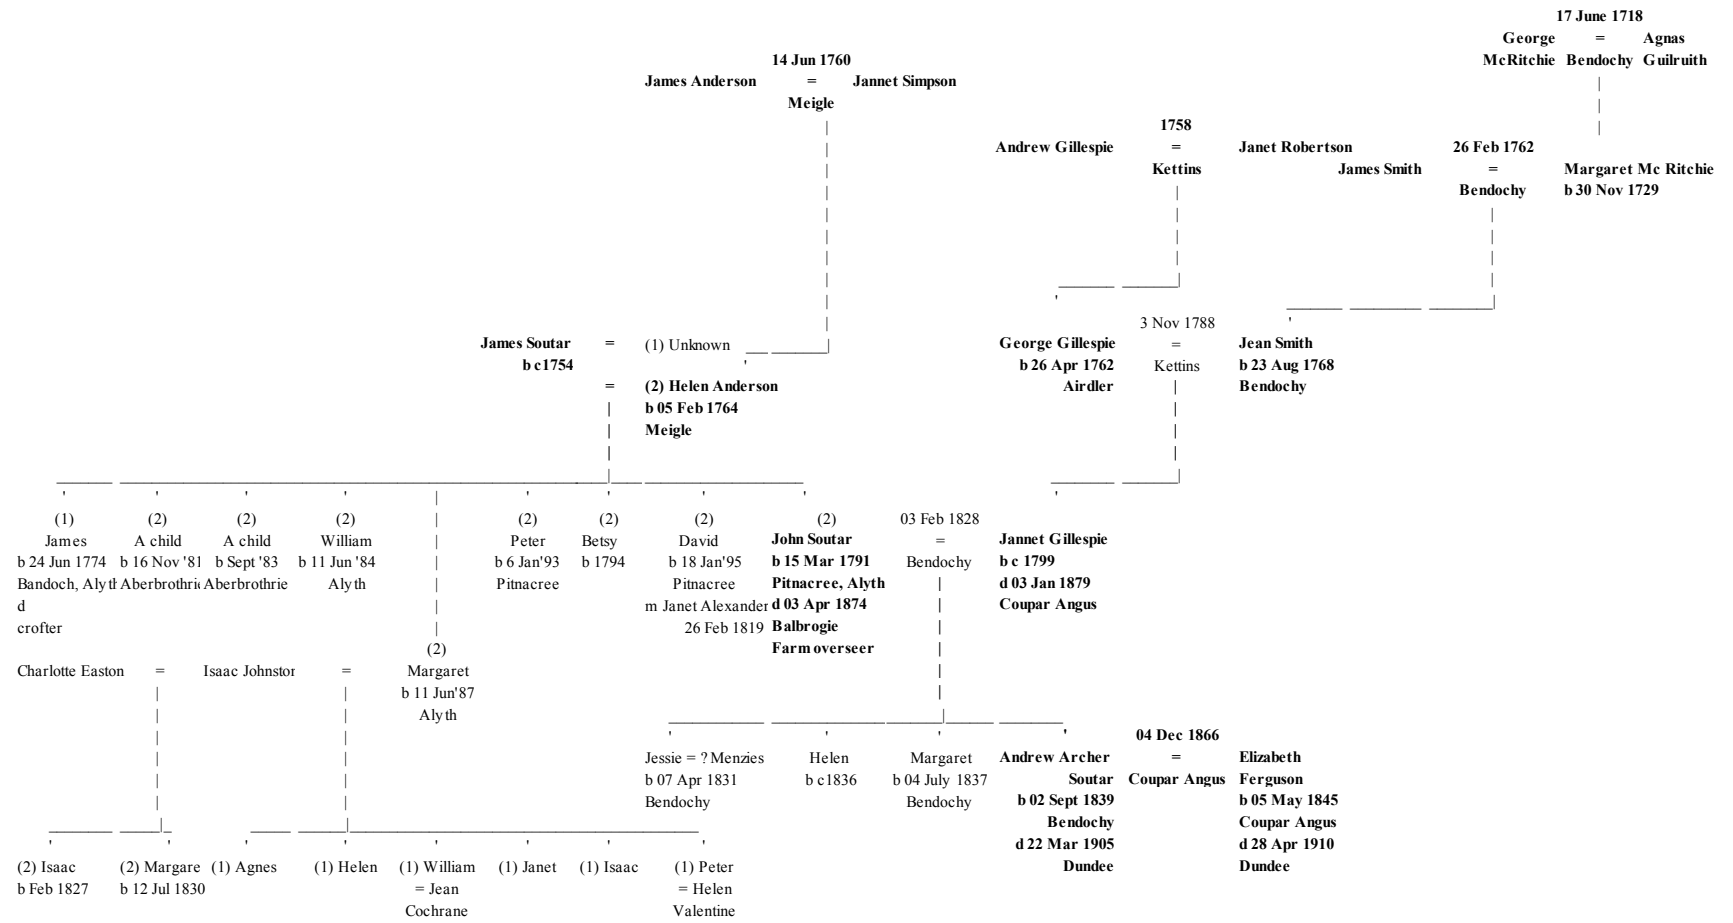 17 June 1718
George = Agnas
McRitchie Bendochy Guilruith
14 Jun 1760
James Anderson = Jannet Simpson
Meigle
1758
Andrew Gillespie = Janet Robertson
Kettins
26 Feb 1762
James Smith = Margaret Mc Ritchie
Bendochy b 30 Nov 1729
James Soutar = (1) Unknown
b c1754
= (2) Helen Anderson
b 05 Feb 1764
Meigle
3 Nov 1788
George Gillespie = Jean Smith
b 26 Apr 1762 Kettins b 23 Aug 1768
Airdler Bendochy
(1)
James
b 24 Jun 1774
Bandoch, Alyth
d
crofter
(2)
A child
b 16 Nov '81
Aberbrothrie
(2)
A child
b Sept '83
Aberbrothrie
(2)
William
b 11 Jun '84
Alyth
(2)
Peter
b 6 Jan'93
Pitnacree
(2)
Betsy
b 1794
(2)
David
b 18 Jan'95
Pitnacree
m Janet Alexander
26 Feb 1819
(2)
John Soutar
b 15 Mar 1791
Pitnacree, Alyth
d 03 Apr 1874
Balbrogie
Farm overseer
03 Feb 1828
=
Bendochy
Jannet Gillespie
b c 1799
d 03 Jan 1879
Coupar Angus
Charlotte Easton =
Isaac Johnstor =
(2)
Margaret
b 11 Jun'87
Alyth
Jessie = ? Menzies
b 07 Apr 1831
Bendochy
Helen
b c1836
Margaret
b 04 July 1837
Bendochy
Andrew Archer
Soutar
b 02 Sept 1839
Bendochy
d 22 Mar 1905
Dundee
04 Dec 1866
=
Coupar Angus
Elizabeth
Ferguson
b 05 May 1845
Coupar Angus
d 28 Apr 1910
Dundee
(2) Isaac
b Feb 1827
(2) Margare
b 12 Jul 1830
(1) Agnes
(1) Helen
(1) William
= Jean
Cochrane
(1) Janet
(1) Isaac
(1) Peter
= Helen
Valentine